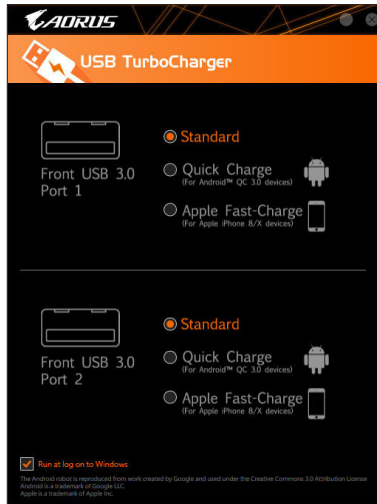 AORUS
USB TurboCharger
Front USB 3.0
Port 1
Standard
Quick Charge
(For Android™ QC 3.0 devices)
Apple Fast-Charge
(For Apple iPhone 8/X devices)
Front USB 3.0
Port 2
Standard
Quick Charge
(For Android™ QC 3.0 devices)
Apple Fast-Charge
(For Apple iPhone 8/X devices)
Run at log on to Windows
The Android robot is reproduced from work created by Google and used under the Creative Commons 3.0 Attribution License
Android is a trademark of Google LLC.
Apple is a trademark of Apple Inc.